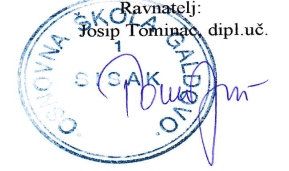 Ravnatelj:
Josip Tominac, dipl.uč.
OSNOVNA ŠKOLA GALDOVO
1
SISAK